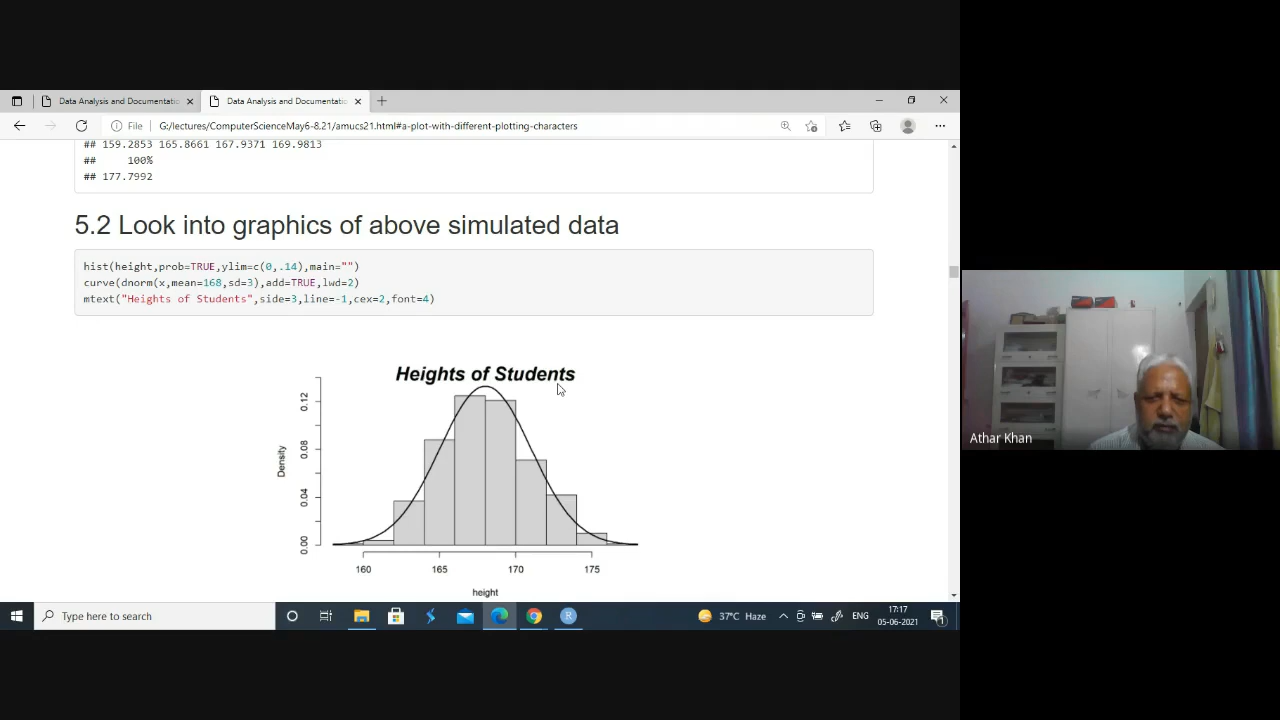 Data Analysis and Documentatic
Data Analysis and Documentatic
File G:/lectures/ComputerScienceMay6-8.21/amucs21.html#a-plot-with-different-plotting-characters
## 159.2853 165.8661 167.9371 169.9813
## 100%
## 177.7992
5.2 Look into graphics of above simulated data
hist(height,prob=TRUE,ylim=c(0,.14),main="")
curve(dnorm(x,mean=168,sd=3),add=TRUE,lwd=2)
mtext("Heights of Students",side=3,line=-1,cex=2,font=4)
Heights of Students
Density
0.12
0.08
0.04
0.00
160 165 170 175
height
Athar Khan
Type here to search
37°C Haze
ENG
17:17
05-06-2021
1